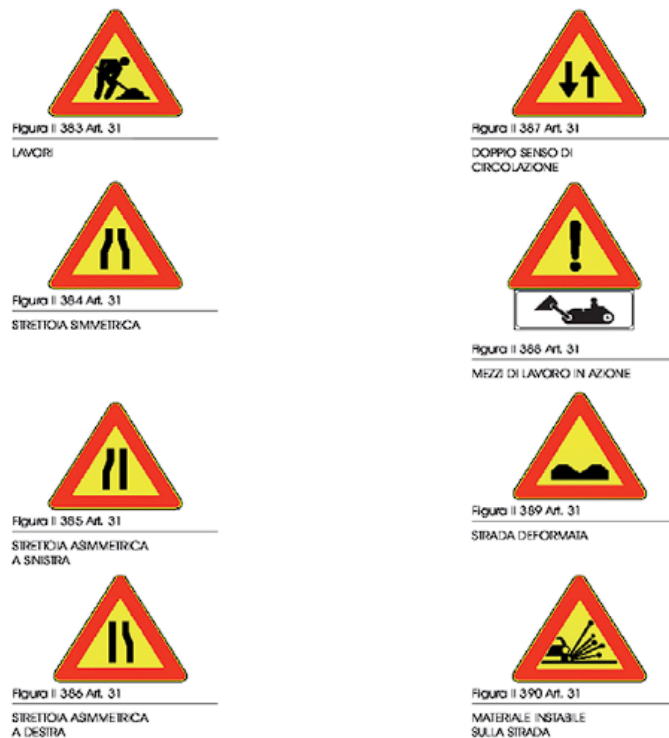 Figura II 383 Art. 31
LAVORI
Figura II 384 Art. 31
STRETTOIA SIMMETRICA
Figura II 385 Art. 31
STRETTOIA ASIMMETRICA
A SINISTRA
Figura II 386 Art. 31
STRETTOIA ASIMMETRICA
A DESTRA
Figura II 387 Art. 31
DOPPIO SENSO DI
CIRCOLAZIONE
Figura II 388 Art. 31
MEZZI DI LAVORO IN AZIONE
Figura II 389 Art. 31
STRADA DEFORMATA
Figura II 390 Art. 31
MATERIALE INSTABILE
SULLA STRADA